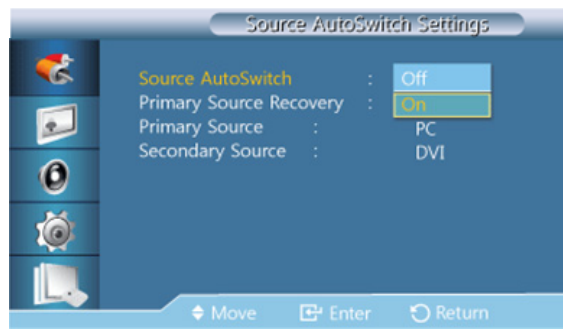 Source AutoSwitch Settings
Source AutoSwitch : Off
Primary Source Recovery : On
Primary Source : PC
Secondary Source : DVI
Move Enter Return